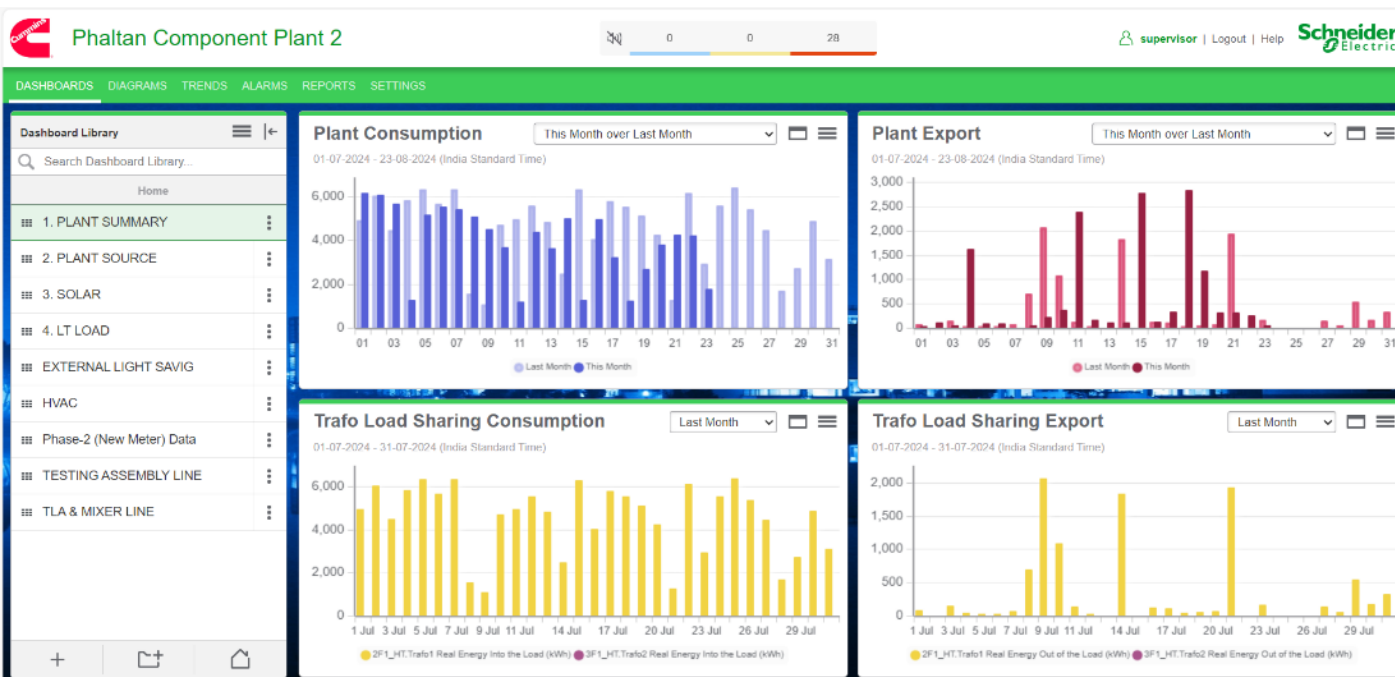 cummins
Phaltan Component Plant 2
0 0 28
supervisor | Logout | Help
Schneider
Electric
DASHBOARDS DIAGRAMS TRENDS ALARMS REPORTS SETTINGS
Dashboard Library
Search Dashboard Library...
Home
1. PLANT SUMMARY
2. PLANT SOURCE
3. SOLAR
4. LT LOAD
EXTERNAL LIGHT SAVIG
HVAC
Phase-2 (New Meter) Data
TESTING ASSEMBLY LINE
TLA & MIXER LINE
Plant Consumption
This Month over Last Month
01-07-2024 - 23-08-2024 (India Standard Time)
6,000
4,000
2,000
0
01 03 05 07 09 11 13 15 17 19 21 23 25 27 29 31
Last Month This Month
Plant Export
This Month over Last Month
01-07-2024 - 23-08-2024 (India Standard Time)
3,000
2,500
2,000
1,500
1,000
500
0
01 03 05 07 09 11 13 15 17 19 21 23 25 27 29 31
Last Month This Month
Trafo Load Sharing Consumption
Last Month
01-07-2024 - 31-07-2024 (India Standard Time)
6,000
4,000
2,000
0
1 Jul 3 Jul 5 Jul 7 Jul 9 Jul 11 Jul 14 Jul 17 Jul 20 Jul 23 Jul 26 Jul 29 Jul
2F1_HT.Trafo1 Real Energy Into the Load (kWh) 3F1_HT.Trafo2 Real Energy Into the Load (kWh)
Trafo Load Sharing Export
Last Month
01-07-2024 - 31-07-2024 (India Standard Time)
2,000
1,500
1,000
500
0
1 Jul 3 Jul 5 Jul 7 Jul 9 Jul 11 Jul 14 Jul 17 Jul 20 Jul 23 Jul 26 Jul 29 Jul
2F1_HT.Trafo1 Real Energy Out of the Load (kWh) 3F1_HT.Trafo2 Real Energy Out of the Load (kWh)